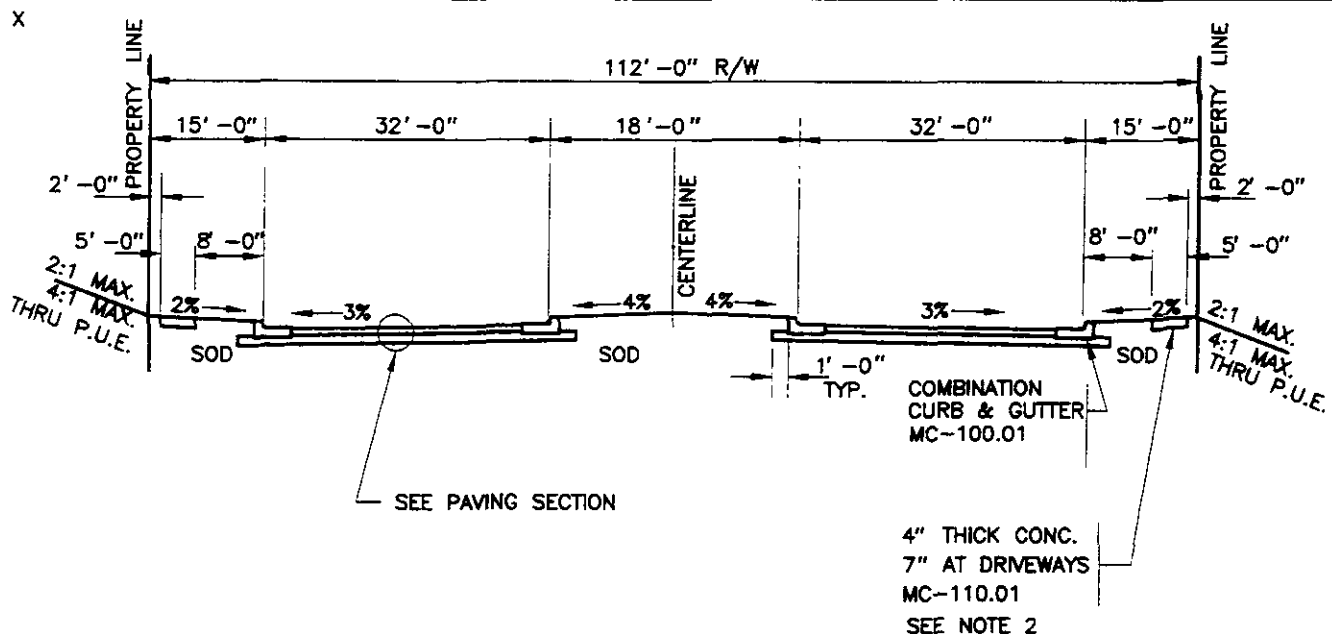 X
PROPERTY LINE
112'-0" R/W
PROPERTY LINE
15'-0"
32'-0"
18'-0"
32'-0"
15'-0"
2'-0"
CENTERLINE
2'-0"
5'-0"
8'-0"
8'-0"
5'-0"
2:1 MAX.
4:1 MAX.
THRU P.U.E.
2%
3%
4%
4%
3%
2%
2:1 MAX.
4:1 MAX.
THRU P.U.E.
SOD
SOD
SOD
1'-0"
TYP.
COMBINATION
CURB & GUTTER
MC-100.01
SEE PAVING SECTION
4" THICK CONC.
7" AT DRIVEWAYS
MC-110.01
SEE NOTE 2